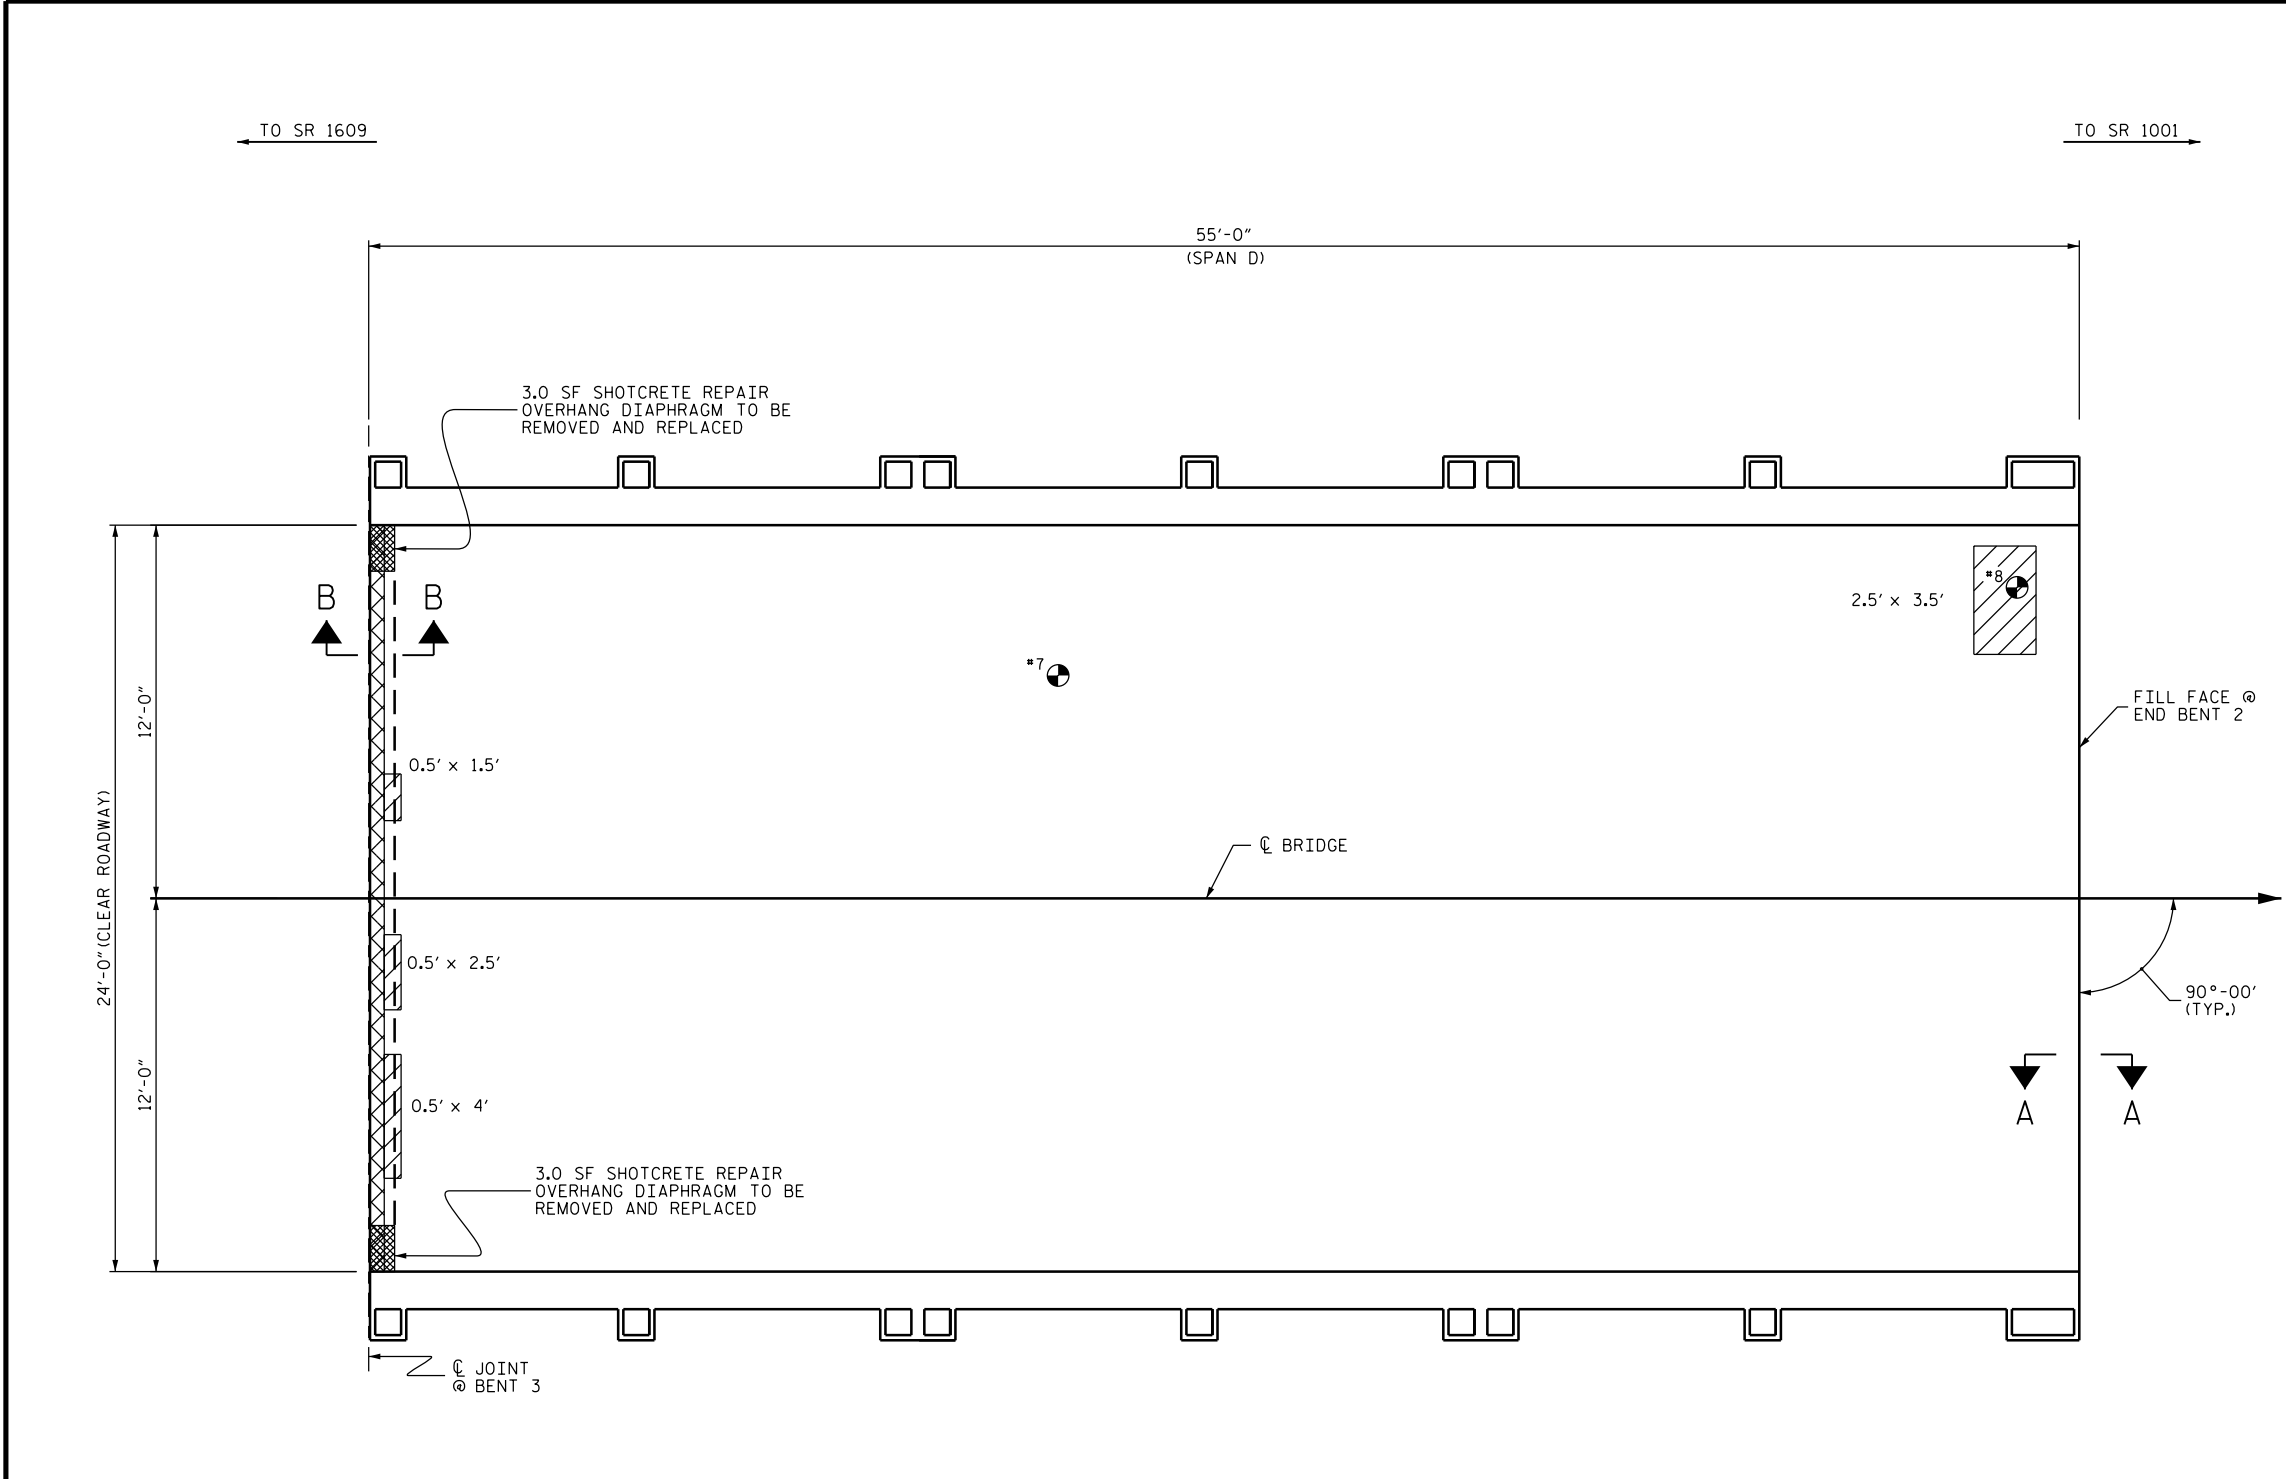 TO SR 1609
TO SR 1001
55'-0"
(SPAN D)
3.0 SF SHOTCRETE REPAIR
OVERHANG DIAPHRAGM TO BE
REMOVED AND REPLACED
B
B
#8
2.5' x 3.5'
#7
12'-0"
FILL FACE @
END BENT 2
0.5' x 1.5'
24'-0" (CLEAR ROADWAY)
℄ BRIDGE
0.5' x 2.5'
90°-00'
(TYP.)
12'-0"
0.5' x 4'
A
A
3.0 SF SHOTCRETE REPAIR
OVERHANG DIAPHRAGM TO BE
REMOVED AND REPLACED
℄ JOINT
@ BENT 3